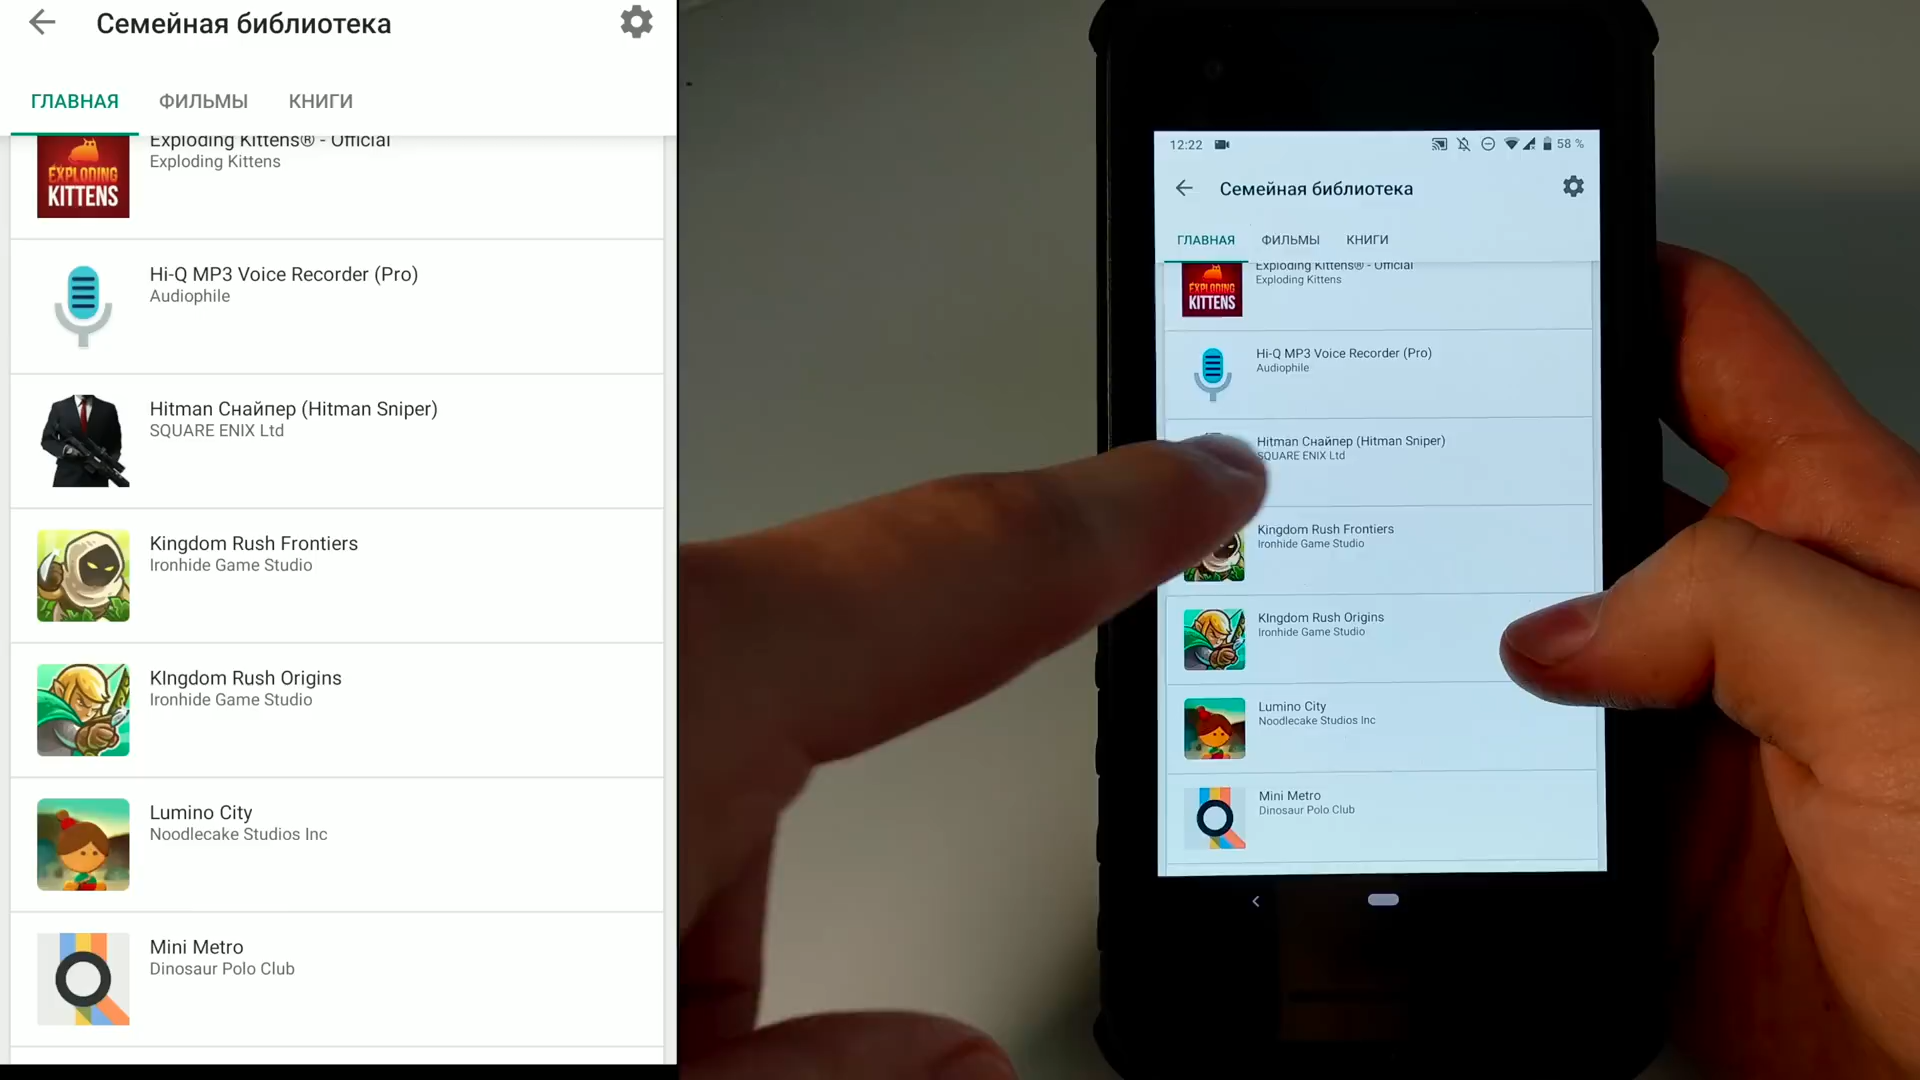 Семейная библиотека
ГЛАВНАЯ ФИЛЬМЫ КНИГИ
Exploding Kittens® - Official
Exploding Kittens
EXPLODING
KITTENS
Hi-Q MP3 Voice Recorder (Pro)
Audiophile
Hitman Снайпер (Hitman Sniper)
SQUARE ENIX Ltd
Kingdom Rush Frontiers
Ironhide Game Studio
KIngdom Rush Origins
Ironhide Game Studio
Lumino City
Noodlecake Studios Inc
Mini Metro
Dinosaur Polo Club
12:22 58 %
Семейная библиотека
ГЛАВНАЯ ФИЛЬМЫ КНИГИ
Exploding Kittens® - Official
Exploding Kittens
EXPLODING
KITTENS
Hi-Q MP3 Voice Recorder (Pro)
Audiophile
Hitman Снайпер (Hitman Sniper)
SQUARE ENIX Ltd
Kingdom Rush Frontiers
Ironhide Game Studio
KIngdom Rush Origins
Ironhide Game Studio
Lumino City
Noodlecake Studios Inc
Mini Metro
Dinosaur Polo Club